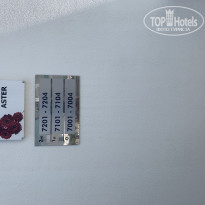 TOP Hotels
ASTER
7201 - 7204
7101 - 7104
7001 - 7004